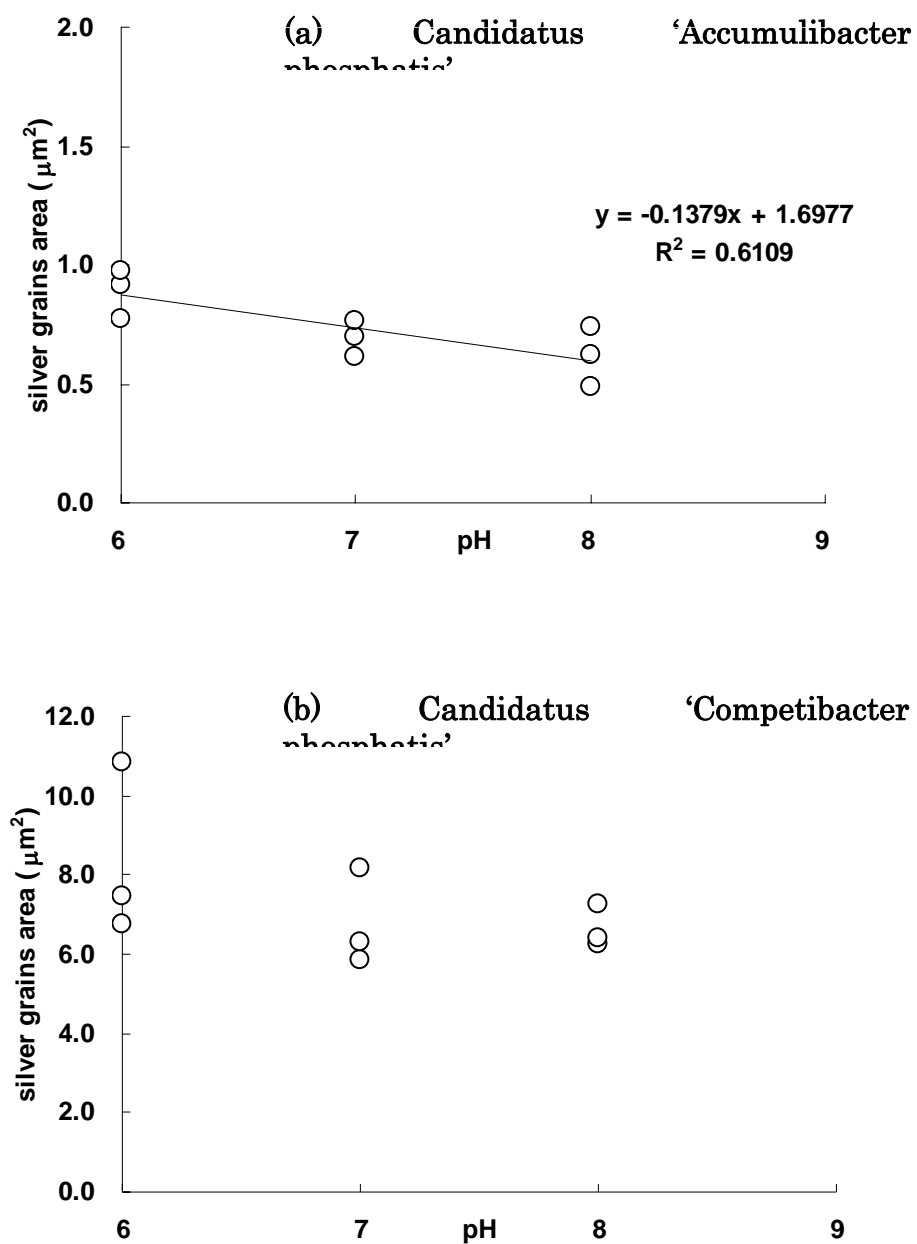 (a) Candidatus ‘Accumulibacter
phosphatis’
2.0
1.5
1.0
0.5
0.0
silver grains area (μm²)
y = -0.1379x + 1.6977
R² = 0.6109
6 7 pH 8 9
(b) Candidatus ‘Competibacter
phosphatis’
12.0
10.0
8.0
6.0
4.0
2.0
0.0
silver grains area (μm²)
6 7 pH 8 9